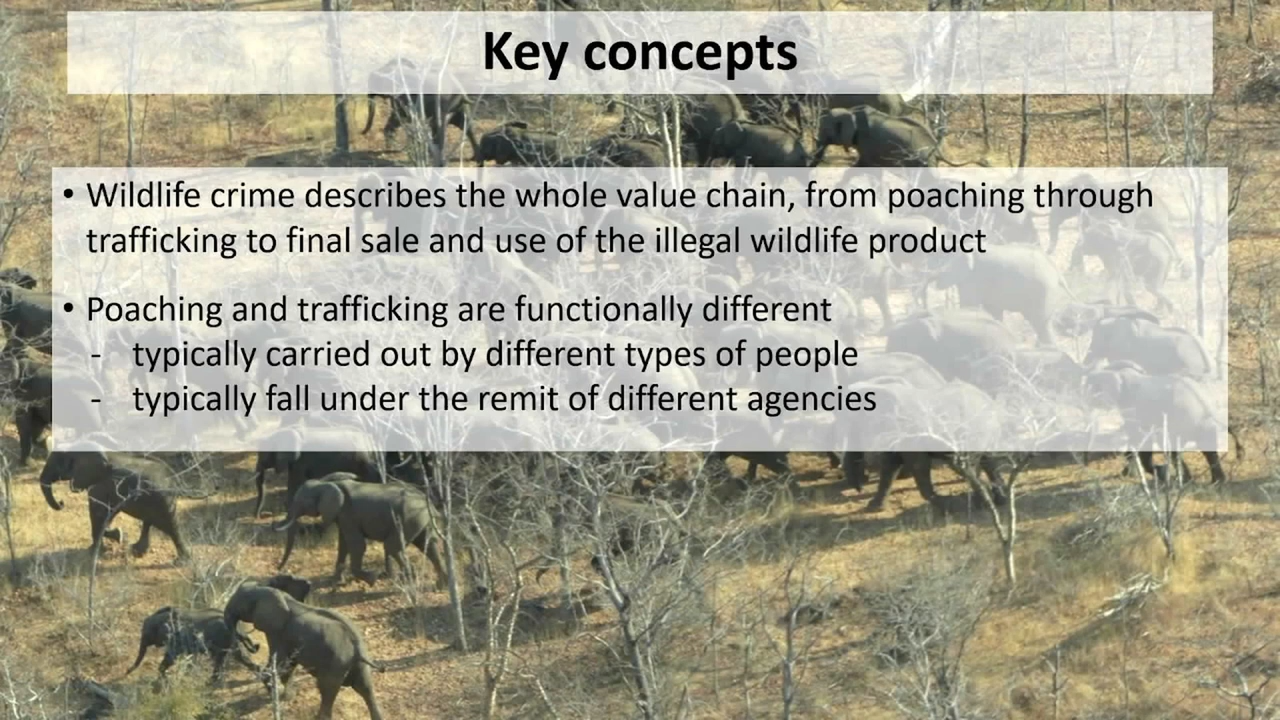 Key concepts
• Wildlife crime describes the whole value chain, from poaching through
trafficking to final sale and use of the illegal wildlife product
• Poaching and trafficking are functionally different
- typically carried out by different types of people
- typically fall under the remit of different agencies